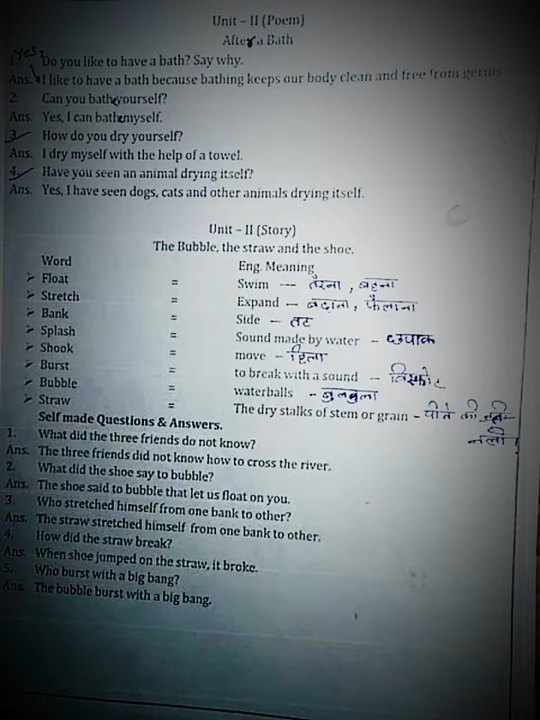 Unit – II (Poem)
After a Bath
Yes,
1. Do you like to have a bath? Say why.
Ans. I like to have a bath because bathing keeps our body clean and free from germs.
2. Can you bath yourself?
Ans. Yes, I can bath myself.
3. How do you dry yourself?
Ans. I dry myself with the help of a towel.
4. Have you seen an animal drying itself?
Ans. Yes, I have seen dogs, cats and other animals drying itself.
Unit – II (Story)
The Bubble, the straw and the shoe.
Word Eng. Meaning
➢ Float = Swim — तैरना, बहना
➢ Stretch = Expand – बढ़ाना, फैलाना
➢ Bank = Side – तट
➢ Splash = Sound made by water – छपाक
➢ Shook = move – हिला
➢ Burst = to break with a sound – विस्फोट
➢ Bubble = waterballs – बुलबुला
➢ Straw = The dry stalks of stem or grain – पीने की
नली
Self made Questions & Answers.
1. What did the three friends do not know?
Ans. The three friends did not know how to cross the river.
2. What did the shoe say to bubble?
Ans. The shoe said to bubble that let us float on you.
3. Who stretched himself from one bank to other?
Ans. The straw stretched himself from one bank to other.
4. How did the straw break?
Ans. When shoe jumped on the straw, it broke.
5. Who burst with a big bang?
Ans. The bubble burst with a big bang.